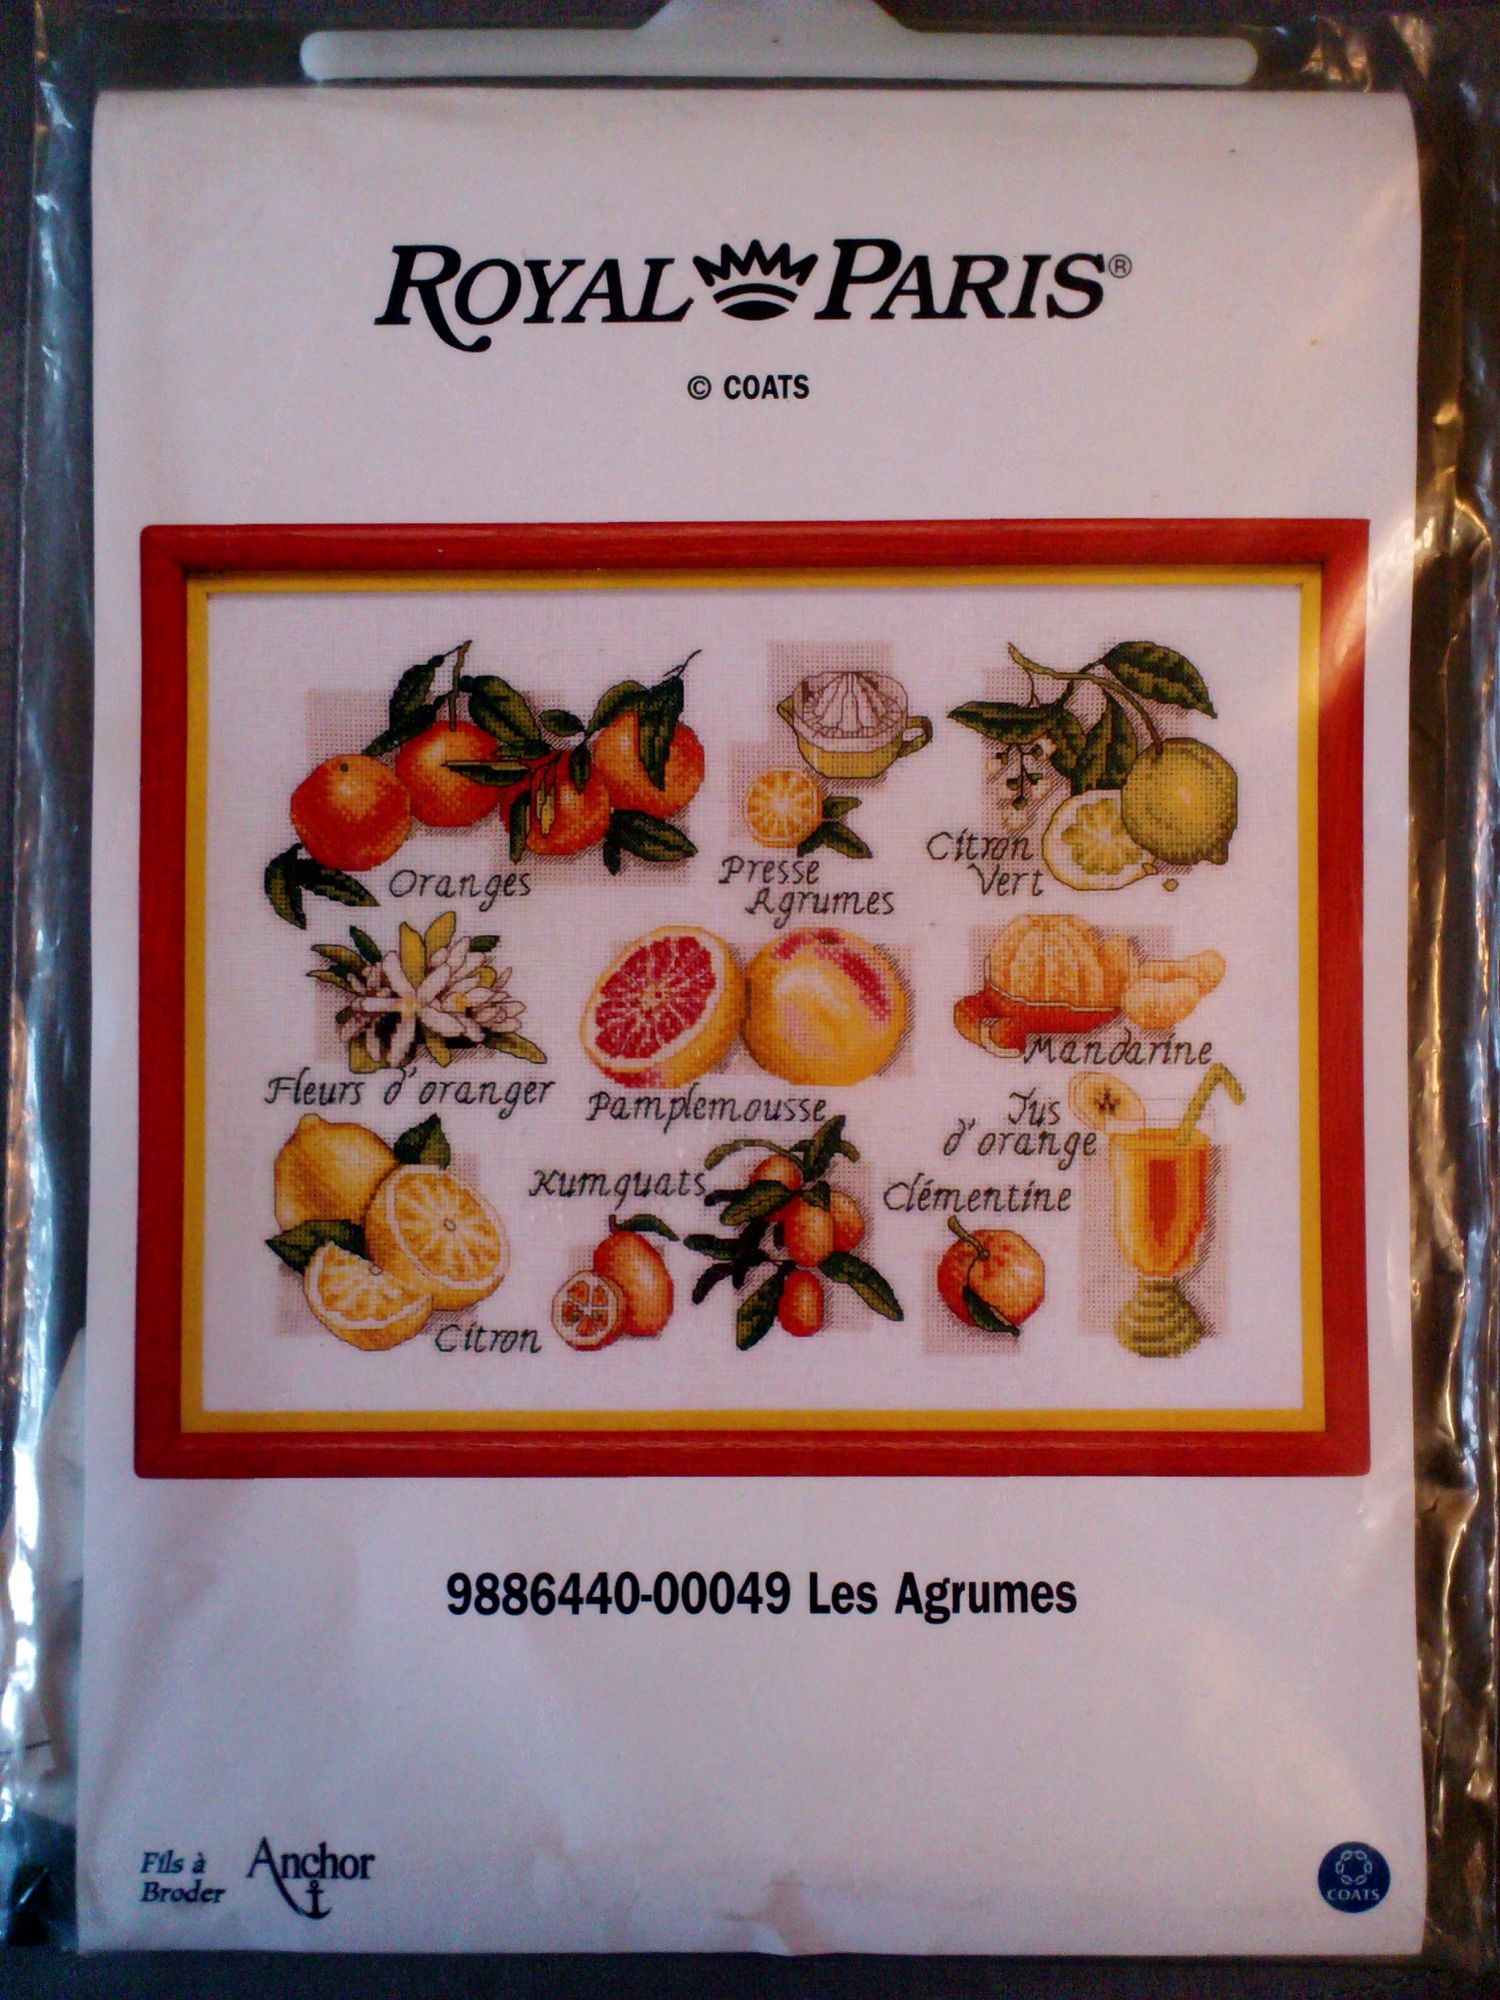 ROYAL PARIS®
© COATS
Oranges
Presse
Agrumes
Citron
Vert
Fleurs d'oranger
Pamplemousse
Mandarine
Jus
d'orange
Kumquats
Clémentine
Citron
9886440-00049 Les Agrumes
Fils à
Broder
Anchor
COATS